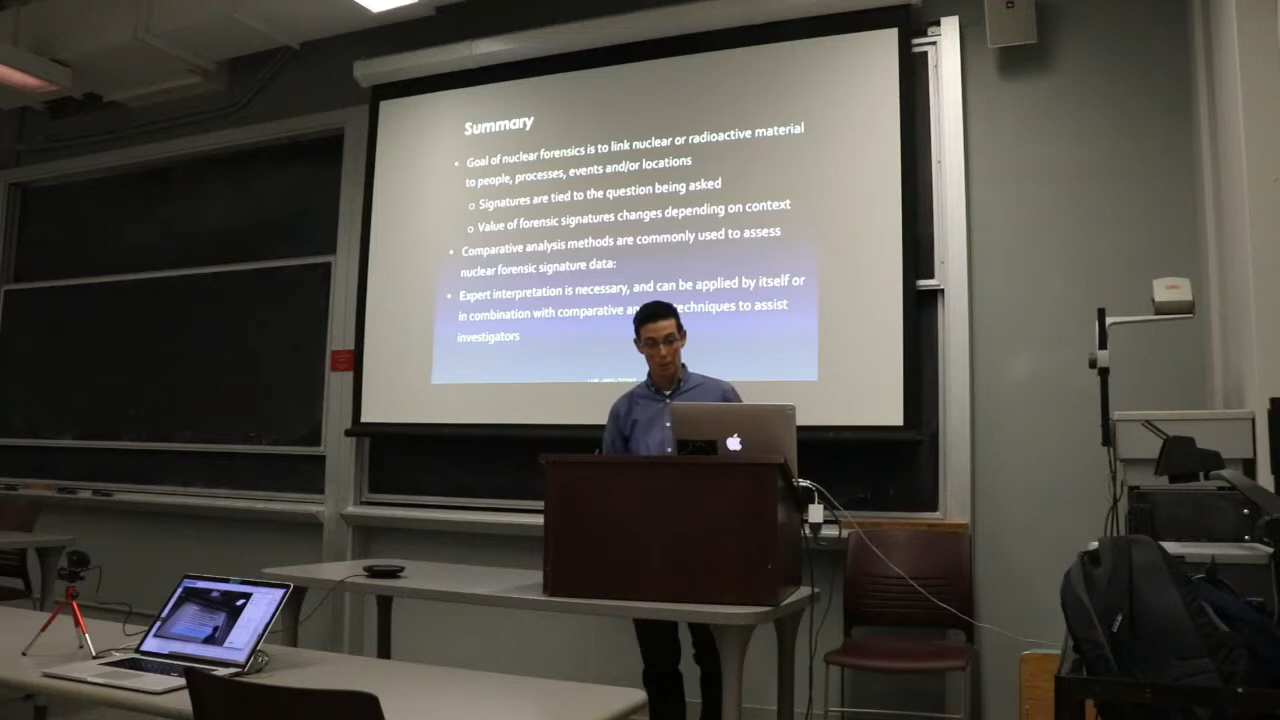 Summary
• Goal of nuclear forensics is to link nuclear or radioactive material
to people, processes, events and/or locations
o Signatures are tied to the question being asked
o Value of forensic signatures changes depending on context
• Comparative analysis methods are commonly used to assess
nuclear forensic signature data:
• Expert interpretation is necessary, and can be applied by itself or
in combination with comparative techniques to assist
investigators